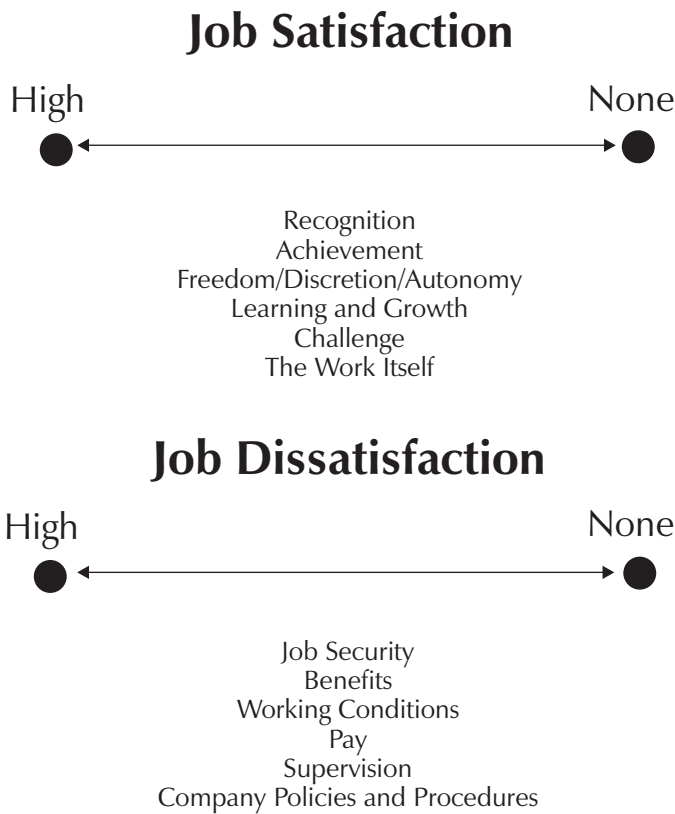 Job Satisfaction
High None
Recognition
Achievement
Freedom/Discretion/Autonomy
Learning and Growth
Challenge
The Work Itself
Job Dissatisfaction
High None
Job Security
Benefits
Working Conditions
Pay
Supervision
Company Policies and Procedures